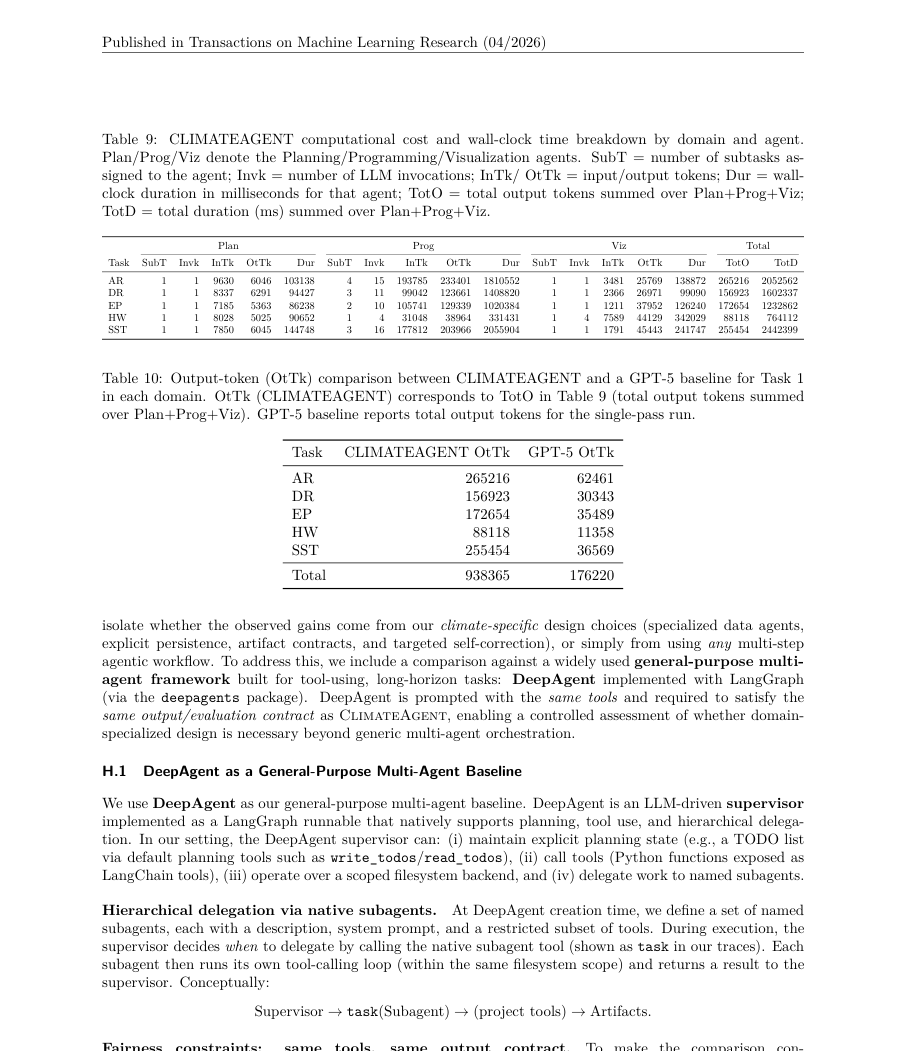 Published in Transactions on Machine Learning Research (04/2026)
Table 9: CLIMATEAGENT computational cost and wall-clock time breakdown by domain and agent.
Plan/Prog/Viz denote the Planning/Programming/Visualization agents. SubT = number of subtasks as-
signed to the agent; Invk = number of LLM invocations; InTk/ OtTk = input/output tokens; Dur = wall-
clock duration in milliseconds for that agent; TotO = total output tokens summed over Plan+Prog+Viz;
TotD = total duration (ms) summed over Plan+Prog+Viz.
Plan Prog Viz Total
Task SubT Invk InTk OtTk Dur SubT Invk InTk OtTk Dur SubT Invk InTk OtTk Dur TotO TotD
AR 1 1 9630 6046 103138 4 15 193785 233401 1810552 1 1 3481 25769 138872 265216 2052562
DR 1 1 8337 6291 94427 3 11 99042 123661 1408820 1 1 2366 26971 99090 156923 1602337
EP 1 1 7185 5363 86238 2 10 105741 129339 1020384 1 1 1211 37952 126240 172654 1232862
HW 1 1 8028 5025 90652 1 4 31048 38964 331431 1 4 7589 44129 342029 88118 764112
SST 1 1 7850 6045 144748 3 16 177812 203966 2055904 1 1 1791 45443 241747 255454 2442399
Table 10: Output-token (OtTk) comparison between CLIMATEAGENT and a GPT-5 baseline for Task 1
in each domain. OtTk (CLIMATEAGENT) corresponds to TotO in Table 9 (total output tokens summed
over Plan+Prog+Viz). GPT-5 baseline reports total output tokens for the single-pass run.
Task CLIMATEAGENT OtTk GPT-5 OtTk
AR 265216 62461
DR 156923 30343
EP 172654 35489
HW 88118 11358
SST 255454 36569
Total 938365 176220
isolate whether the observed gains come from our climate-specific design choices (specialized data agents,
explicit persistence, artifact contracts, and targeted self-correction), or simply from using any multi-step
agentic workflow. To address this, we include a comparison against a widely used general-purpose multi-
agent framework built for tool-using, long-horizon tasks: DeepAgent implemented with LangGraph
(via the deepagents package). DeepAgent is prompted with the same tools and required to satisfy the
same output/evaluation contract as CLIMATEAGENT, enabling a controlled assessment of whether domain-
specialized design is necessary beyond generic multi-agent orchestration.
H.1 DeepAgent as a General-Purpose Multi-Agent Baseline
We use DeepAgent as our general-purpose multi-agent baseline. DeepAgent is an LLM-driven supervisor
implemented as a LangGraph runnable that natively supports planning, tool use, and hierarchical delega-
tion. In our setting, the DeepAgent supervisor can: (i) maintain explicit planning state (e.g., a TODO list
via default planning tools such as write_todos/read_todos), (ii) call tools (Python functions exposed as
LangChain tools), (iii) operate over a scoped filesystem backend, and (iv) delegate work to named subagents.
Hierarchical delegation via native subagents. At DeepAgent creation time, we define a set of named
subagents, each with a description, system prompt, and a restricted subset of tools. During execution, the
supervisor decides when to delegate by calling the native subagent tool (shown as task in our traces). Each
subagent then runs its own tool-calling loop (within the same filesystem scope) and returns a result to the
supervisor. Conceptually:
Supervisor → task(Subagent) → (project tools) → Artifacts.
Fairness constraints: same tools, same output contract. To make the comparison con-